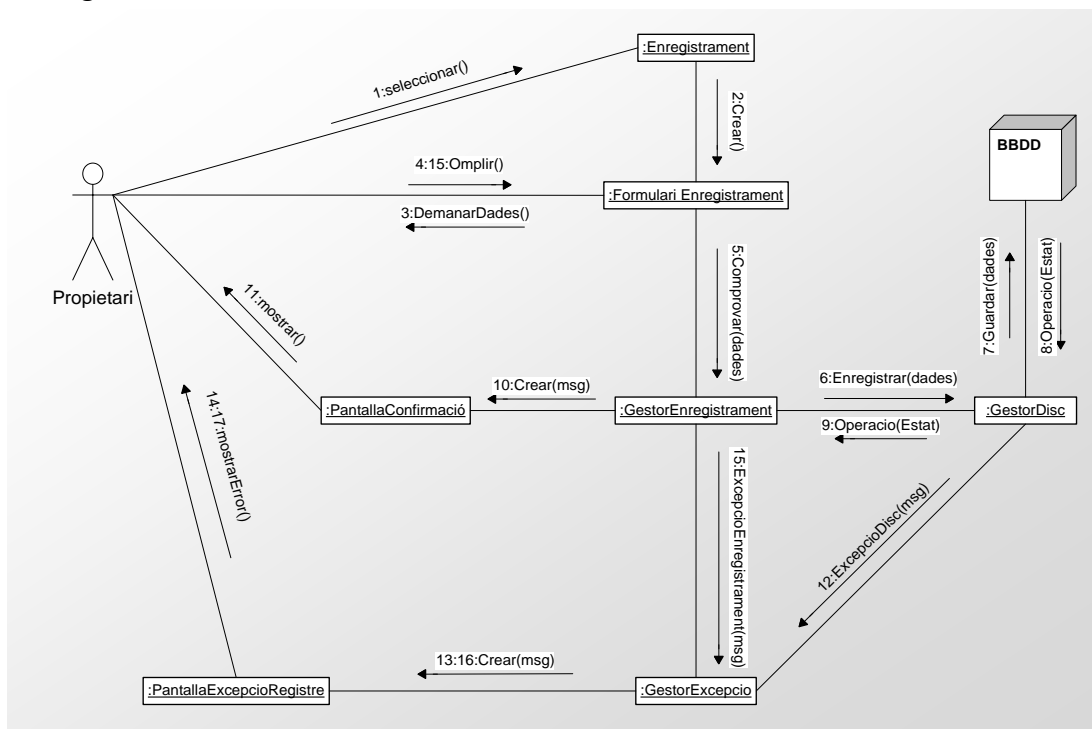 :Enregistrament
1:seleccionar()
2:Crear()
BBDD
4:15:Omplir()
:Formulari Enregistrament
3:DemanarDades()
Propietari
5:Comprovar(dades)
7:Guardar(dades)
8:Operacio(Estat)
11:mostrar()
10:Crear(msg)
6:Enregistrar(dades)
:PantallaConfirmació
:GestorEnregistrament
:GestorDisc
9:Operacio(Estat)
14:17:mostrarError()
15:ExcepcioEnregistrament(msg)
12:ExcepcioDisc(msg)
13:16:Crear(msg)
:PantallaExcepcioRegistre
:GestorExcepcio